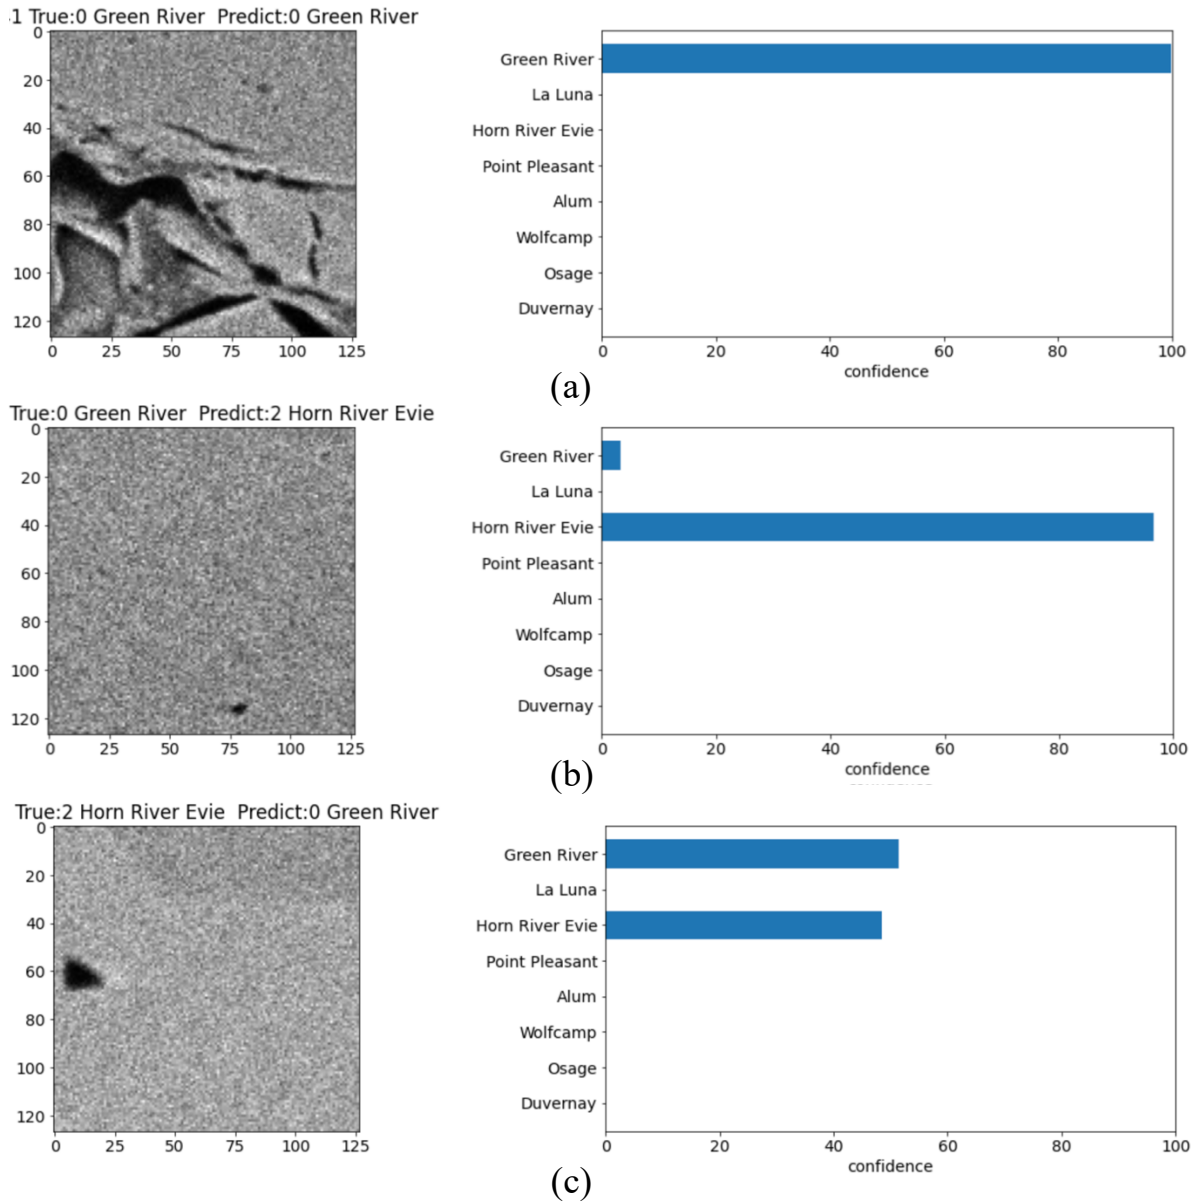 1 True:0 Green River Predict:0 Green River
0
20
40
60
80
100
120
0 25 50 75 100 125
Green River
La Luna
Horn River Evie
Point Pleasant
Alum
Wolfcamp
Osage
Duvernay
0 20 40 60 80 100
confidence
(a)
True:0 Green River Predict:2 Horn River Evie
0
20
40
60
80
100
120
0 25 50 75 100 125
Green River
La Luna
Horn River Evie
Point Pleasant
Alum
Wolfcamp
Osage
Duvernay
0 20 40 60 80 100
confidence
(b)
True:2 Horn River Evie Predict:0 Green River
0
20
40
60
80
100
120
0 25 50 75 100 125
Green River
La Luna
Horn River Evie
Point Pleasant
Alum
Wolfcamp
Osage
Duvernay
0 20 40 60 80 100
confidence
(c)